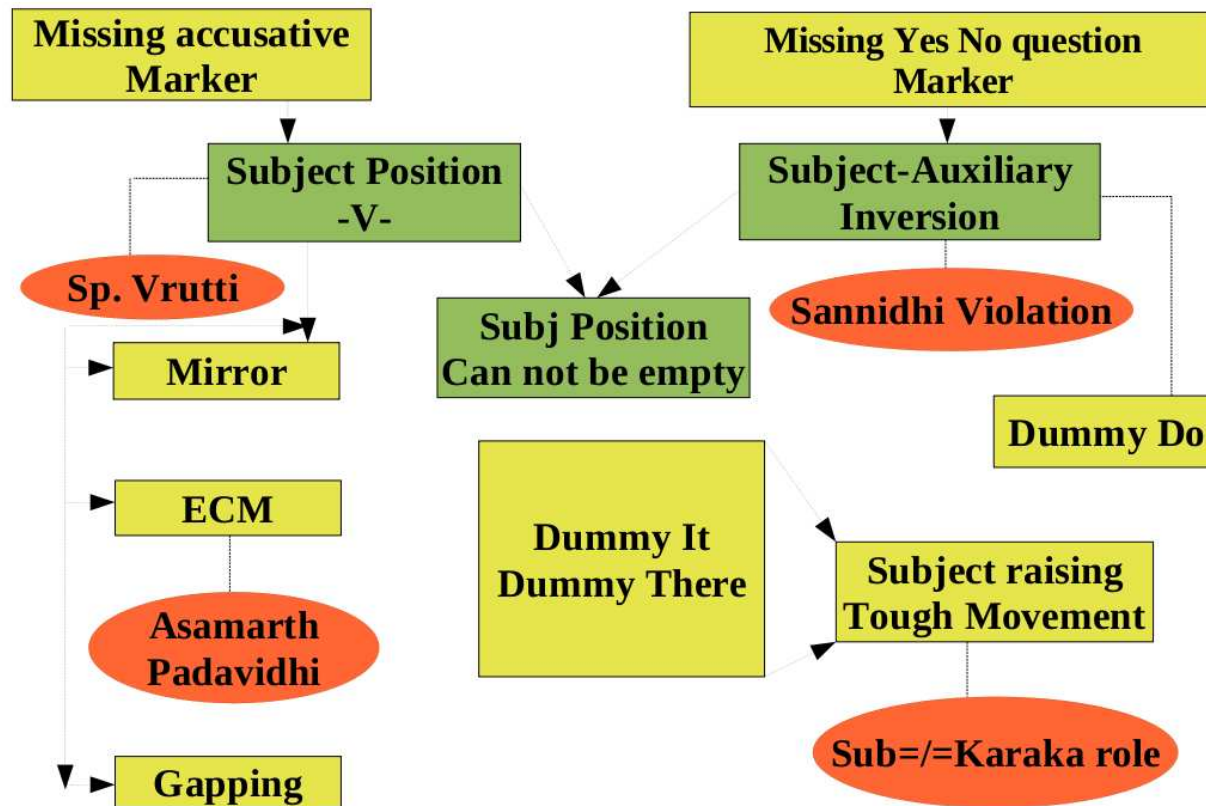 Missing accusative
Marker
Missing Yes No question
Marker
Subject Position
-V-
Subject-Auxiliary
Inversion
Sp. Vrutti
Sannidhi Violation
Subj Position
Can not be empty
Mirror
Dummy Do
ECM
Dummy It
Dummy There
Subject raising
Tough Movement
Asamarth
Padavidhi
Sub=/=Karaka role
Gapping